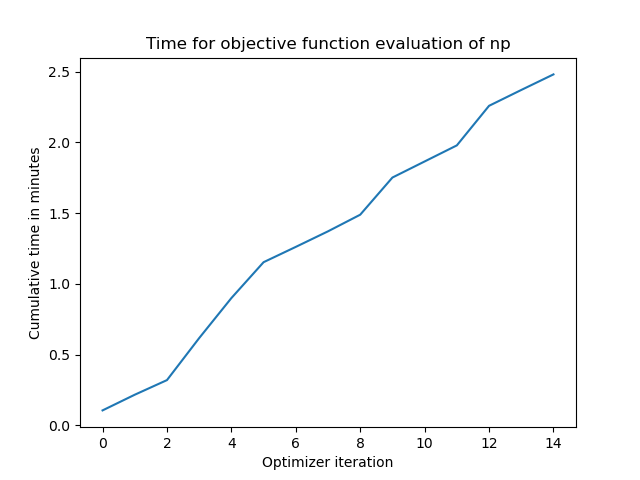 Time for objective function evaluation of np
2.5
2.0
1.5
1.0
0.5
0.0
Cumulative time in minutes
0 2 4 6 8 10 12 14
Optimizer iteration